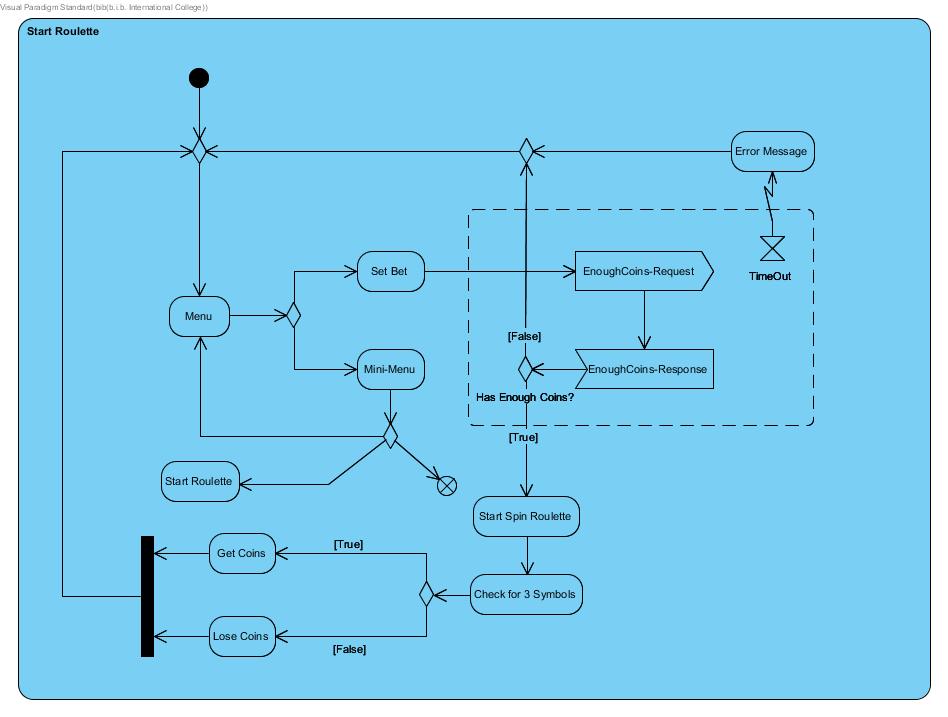 Visual Paradigm Standard(bib(b.i.b. International College))
Start Roulette
Error Message
TimeOut
Set Bet
EnoughCoins-Request
Menu
[False]
Mini-Menu
EnoughCoins-Response
Has Enough Coins?
[True]
Start Roulette
Start Spin Roulette
[True]
Get Coins
Check for 3 Symbols
Lose Coins
[False]